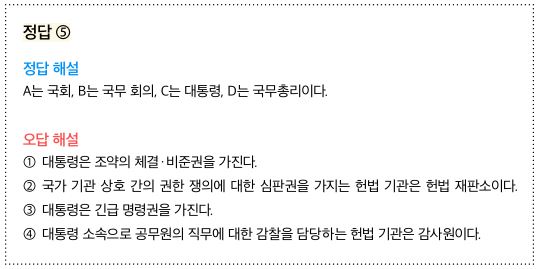 정답 ⑤
정답 해설
A는 국회, B는 국무 회의, C는 대통령, D는 국무총리이다.
오답 해설
① 대통령은 조약의 체결·비준권을 가진다.
② 국가 기관 상호 간의 권한 쟁의에 대한 심판권을 가지는 헌법 기관은 헌법 재판소이다.
③ 대통령은 긴급 명령권을 가진다.
④ 대통령 소속으로 공무원의 직무에 대한 감찰을 담당하는 헌법 기관은 감사원이다.